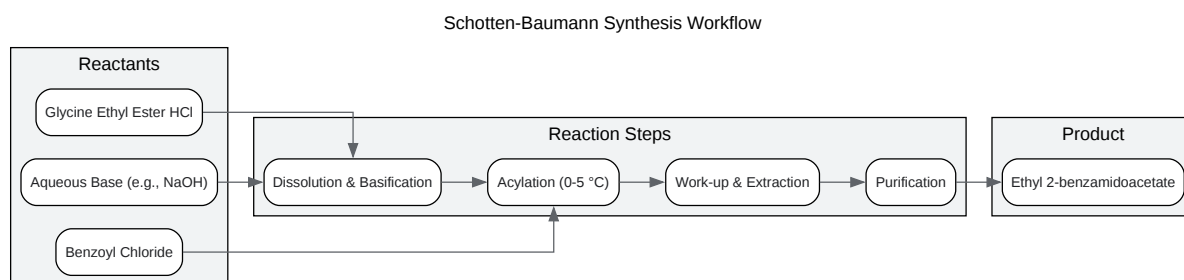 Schotten-Baumann Synthesis Workflow
Reactants
Glycine Ethyl Ester HCl
Aqueous Base (e.g., NaOH)
Benzoyl Chloride
Reaction Steps
Dissolution & Basification
Acylation (0-5 °C)
Work-up & Extraction
Purification
Product
Ethyl 2-benzamidoacetate